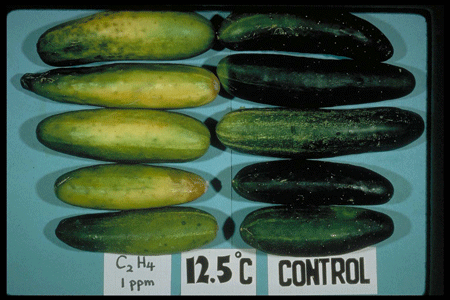 C₂H₄
1 ppm
12.5°C
CONTROL